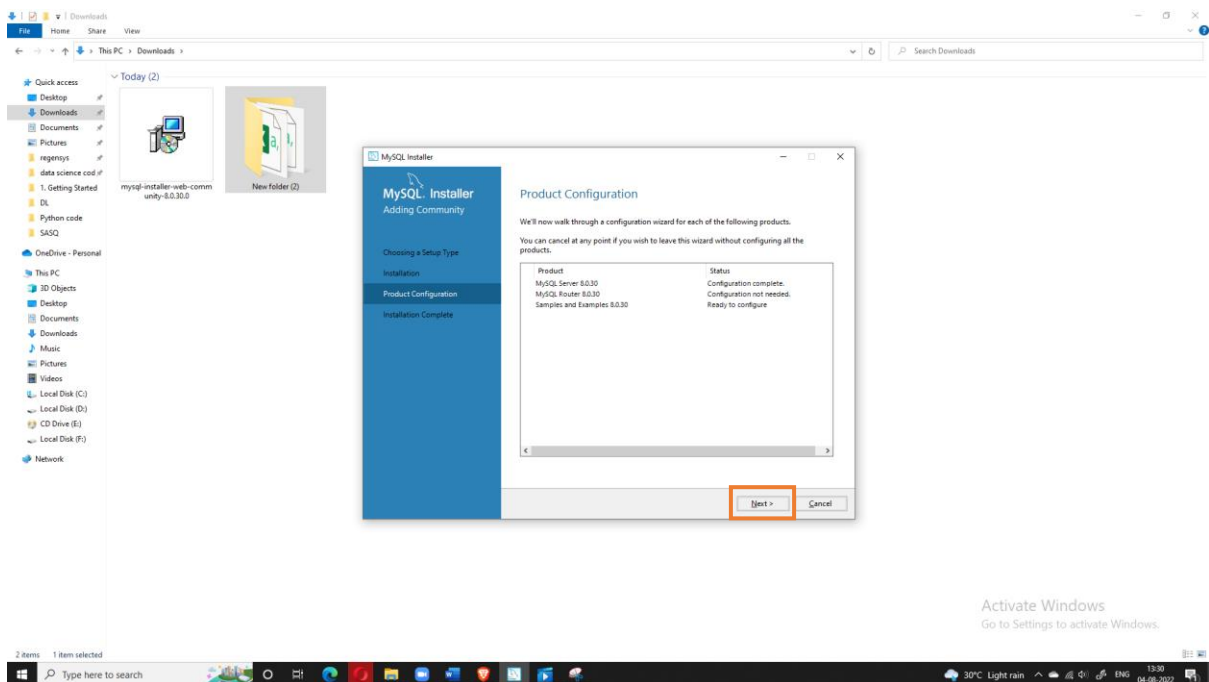 Downloads
File Home Share View
This PC > Downloads >
Search Downloads
Quick access
Desktop
Downloads
Documents
Pictures
regensys
data science cod
1. Getting Started
DL
Python code
SASQ
OneDrive - Personal
This PC
3D Objects
Desktop
Documents
Downloads
Music
Pictures
Videos
Local Disk (C:)
Local Disk (D:)
CD Drive (E:)
Local Disk (F:)
Network
Today (2)
mysql-installer-web-comm
unity-8.0.30.0
New folder (2)
MySQL Installer
MySQL. Installer
Adding Community
Choosing a Setup Type
Installation
Product Configuration
Installation Complete
Product Configuration
We'll now walk through a configuration wizard for each of the following products.
You can cancel at any point if you wish to leave this wizard without configuring all the
products.
Product Status
MySQL Server 8.0.30 Configuration complete.
MySQL Router 8.0.30 Configuration not needed.
Samples and Examples 8.0.30 Ready to configure
Next > Cancel
Activate Windows
Go to Settings to activate Windows.
2 items 1 item selected
Type here to search
30°C Light rain ENG 13:30
04-08-2022